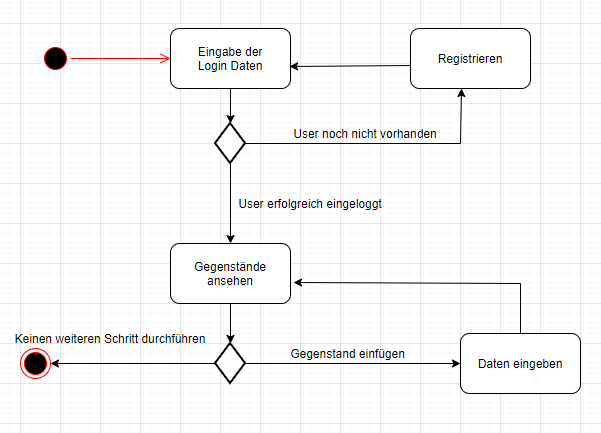 Eingabe der
Login Daten
Registrieren
User noch nicht vorhanden
User erfolgreich eingeloggt
Gegenstände
ansehen
Keinen weiteren Schritt durchführen
Gegenstand einfügen
Daten eingeben